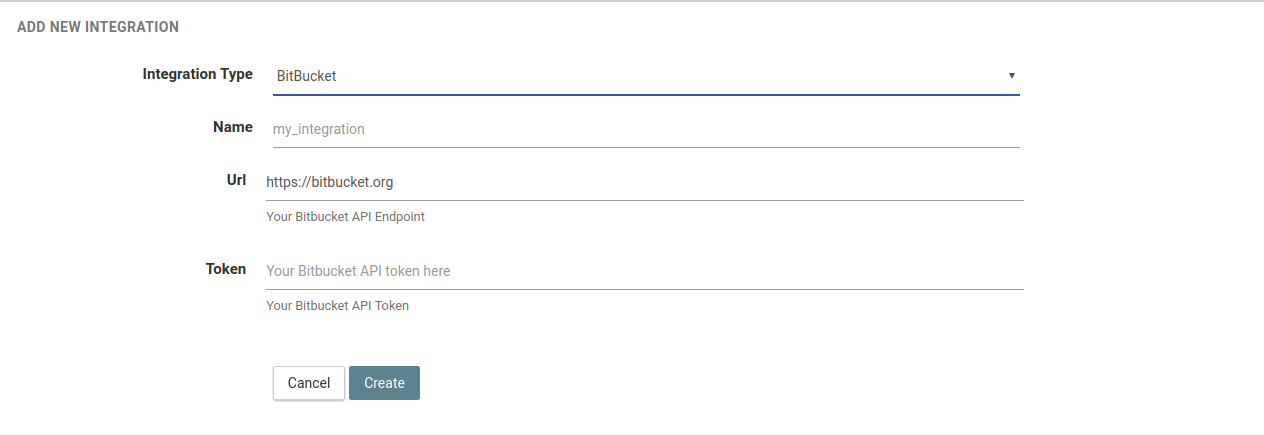 ADD NEW INTEGRATION
Integration Type BitBucket ▼
Name my_integration
Url https://bitbucket.org
Your Bitbucket API Endpoint
Token Your Bitbucket API token here
Your Bitbucket API Token
Cancel Create